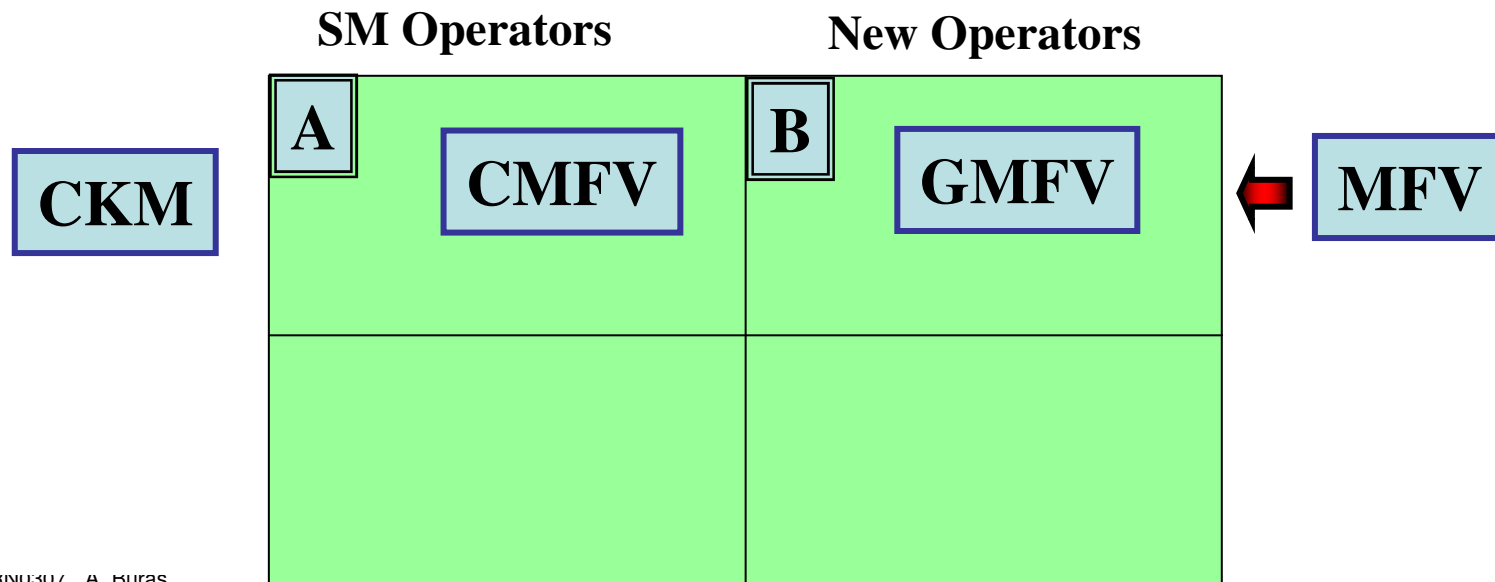 SM Operators
New Operators
A
B
CKM
CMFV
GMFV
MFV
A. Buras